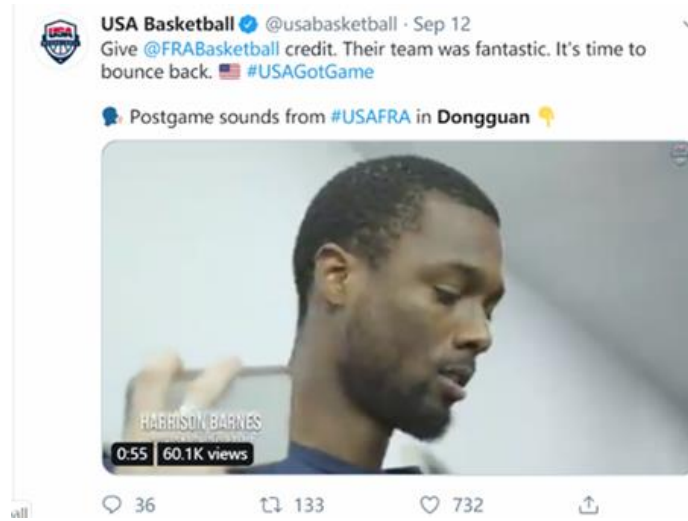 USA Basketball @usabasketball · Sep 12
Give @FRABasketball credit. Their team was fantastic. It's time to
bounce back. 🇺🇸 #USAGotGame
🗣 Postgame sounds from #USAFRA in Dongguan 👇
HARRISON BARNES
0:55 60.1K views
36 133 732
all